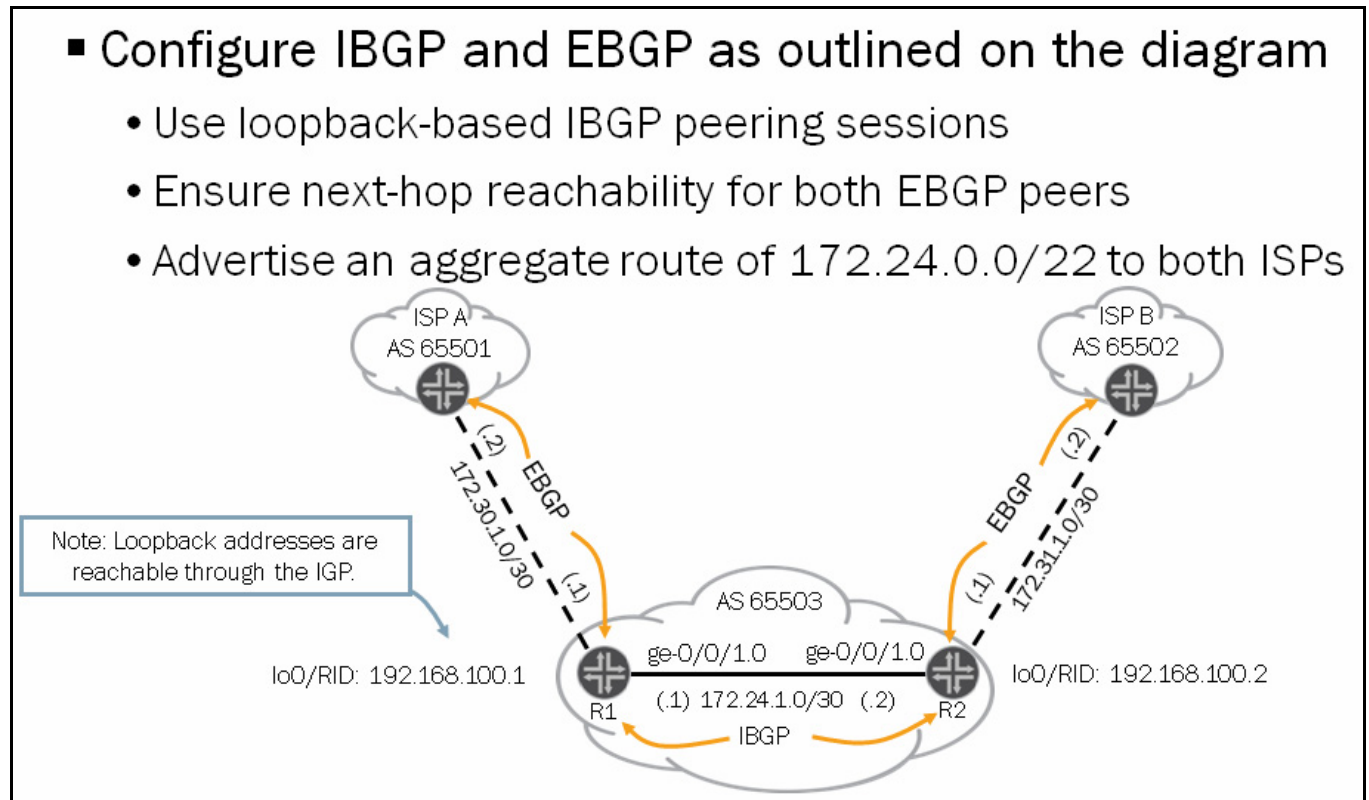 ▪ Configure IBGP and EBGP as outlined on the diagram
• Use loopback-based IBGP peering sessions
• Ensure next-hop reachability for both EBGP peers
• Advertise an aggregate route of 172.24.0.0/22 to both ISPs
ISP A
AS 65501
ISP B
AS 65502
(.2)
172.30.1.0/30
EBGP
(.1)
(.2)
EBGP
172.31.1.0/30
(.1)
Note: Loopback addresses are
reachable through the IGP.
AS 65503
ge-0/0/1.0 ge-0/0/1.0
lo0/RID: 192.168.100.1
lo0/RID: 192.168.100.2
(.1) 172.24.1.0/30 (.2)
R1
R2
IBGP